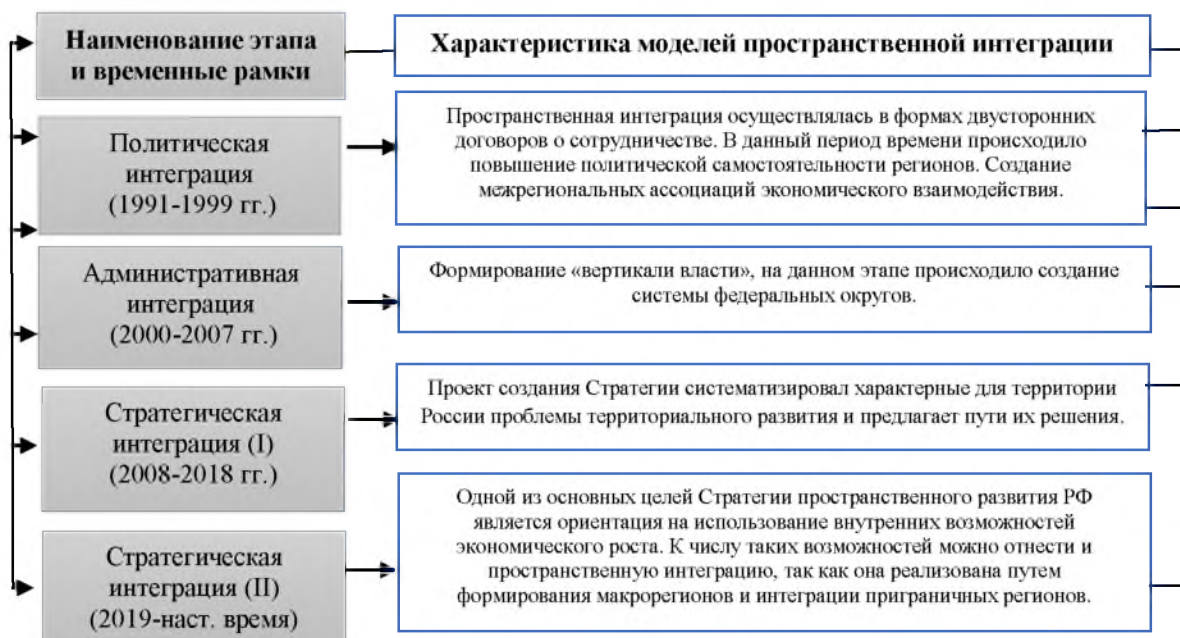 Наименование этапа
и временные рамки
Характеристика моделей пространственной интеграции
Политическая
интеграция
(1991-1999 гг.)
Пространственная интеграция осуществлялась в формах двусторонних
договоров о сотрудничестве. В данный период времени происходило
повышение политической самостоятельности регионов. Создание
межрегиональных ассоциаций экономического взаимодействия.
Административная
интеграция
(2000-2007 гг.)
Формирование «вертикали власти», на данном этапе происходило создание
системы федеральных округов.
Стратегическая
интеграция (I)
(2008-2018 гг.)
Проект создания Стратегии систематизировал характерные для территории
России проблемы территориального развития и предлагает пути их решения.
Стратегическая
интеграция (II)
(2019-наст. время)
Одной из основных целей Стратегии пространственного развития РФ
является ориентация на использование внутренних возможностей
экономического роста. К числу таких возможностей можно отнести и
пространственную интеграцию, так как она реализована путем
формирования макрорегионов и интеграции приграничных регионов.